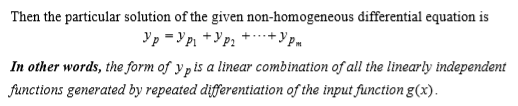 Then the particular solution of the given non-homogeneous differential equation is
y_p = y_{p_1} + y_{p_2} + ··· + y_{p_m}
In other words, the form of y_p is a linear combination of all the linearly independent
functions generated by repeated differentiation of the input function g(x).